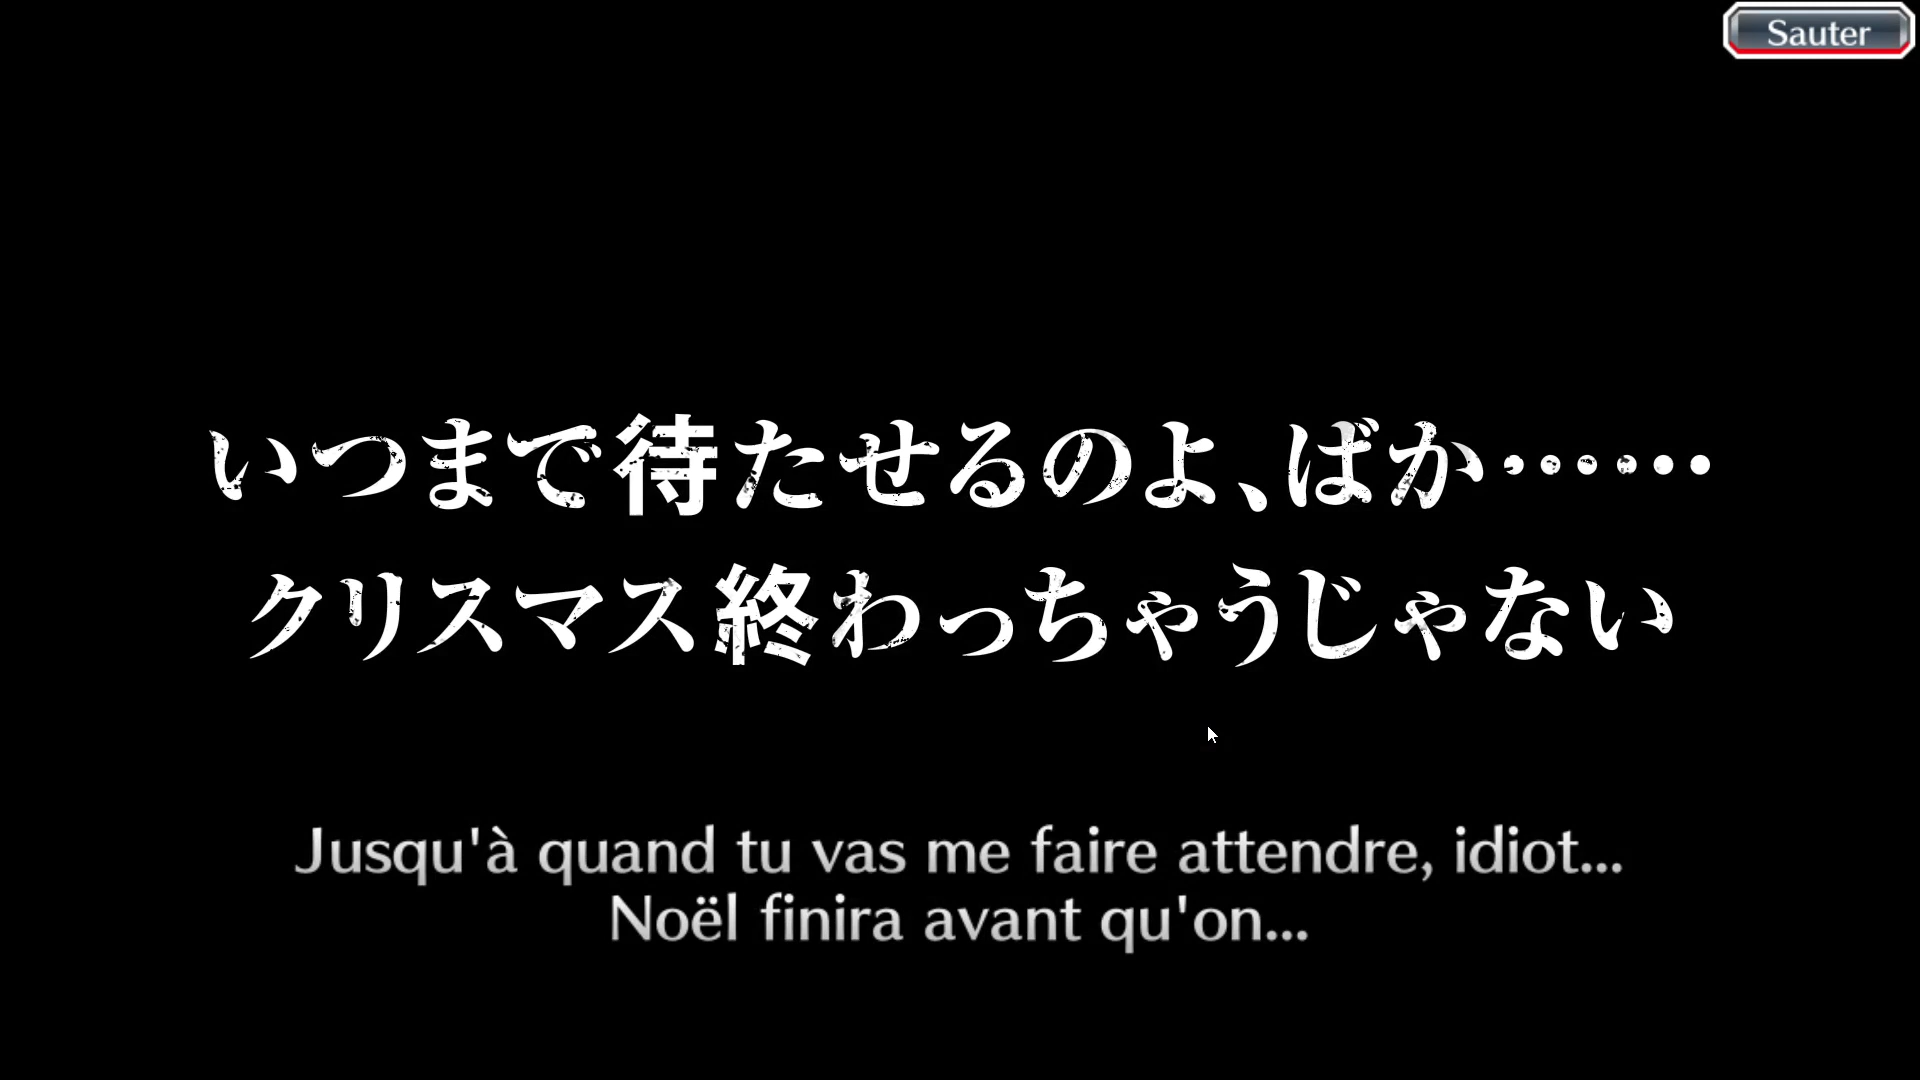 Sauter
いつまで待たせるのよ、ばか……
クリスマス終わっちゃうじゃない
Jusqu'à quand tu vas me faire attendre, idiot...
Noël finira avant qu'on...